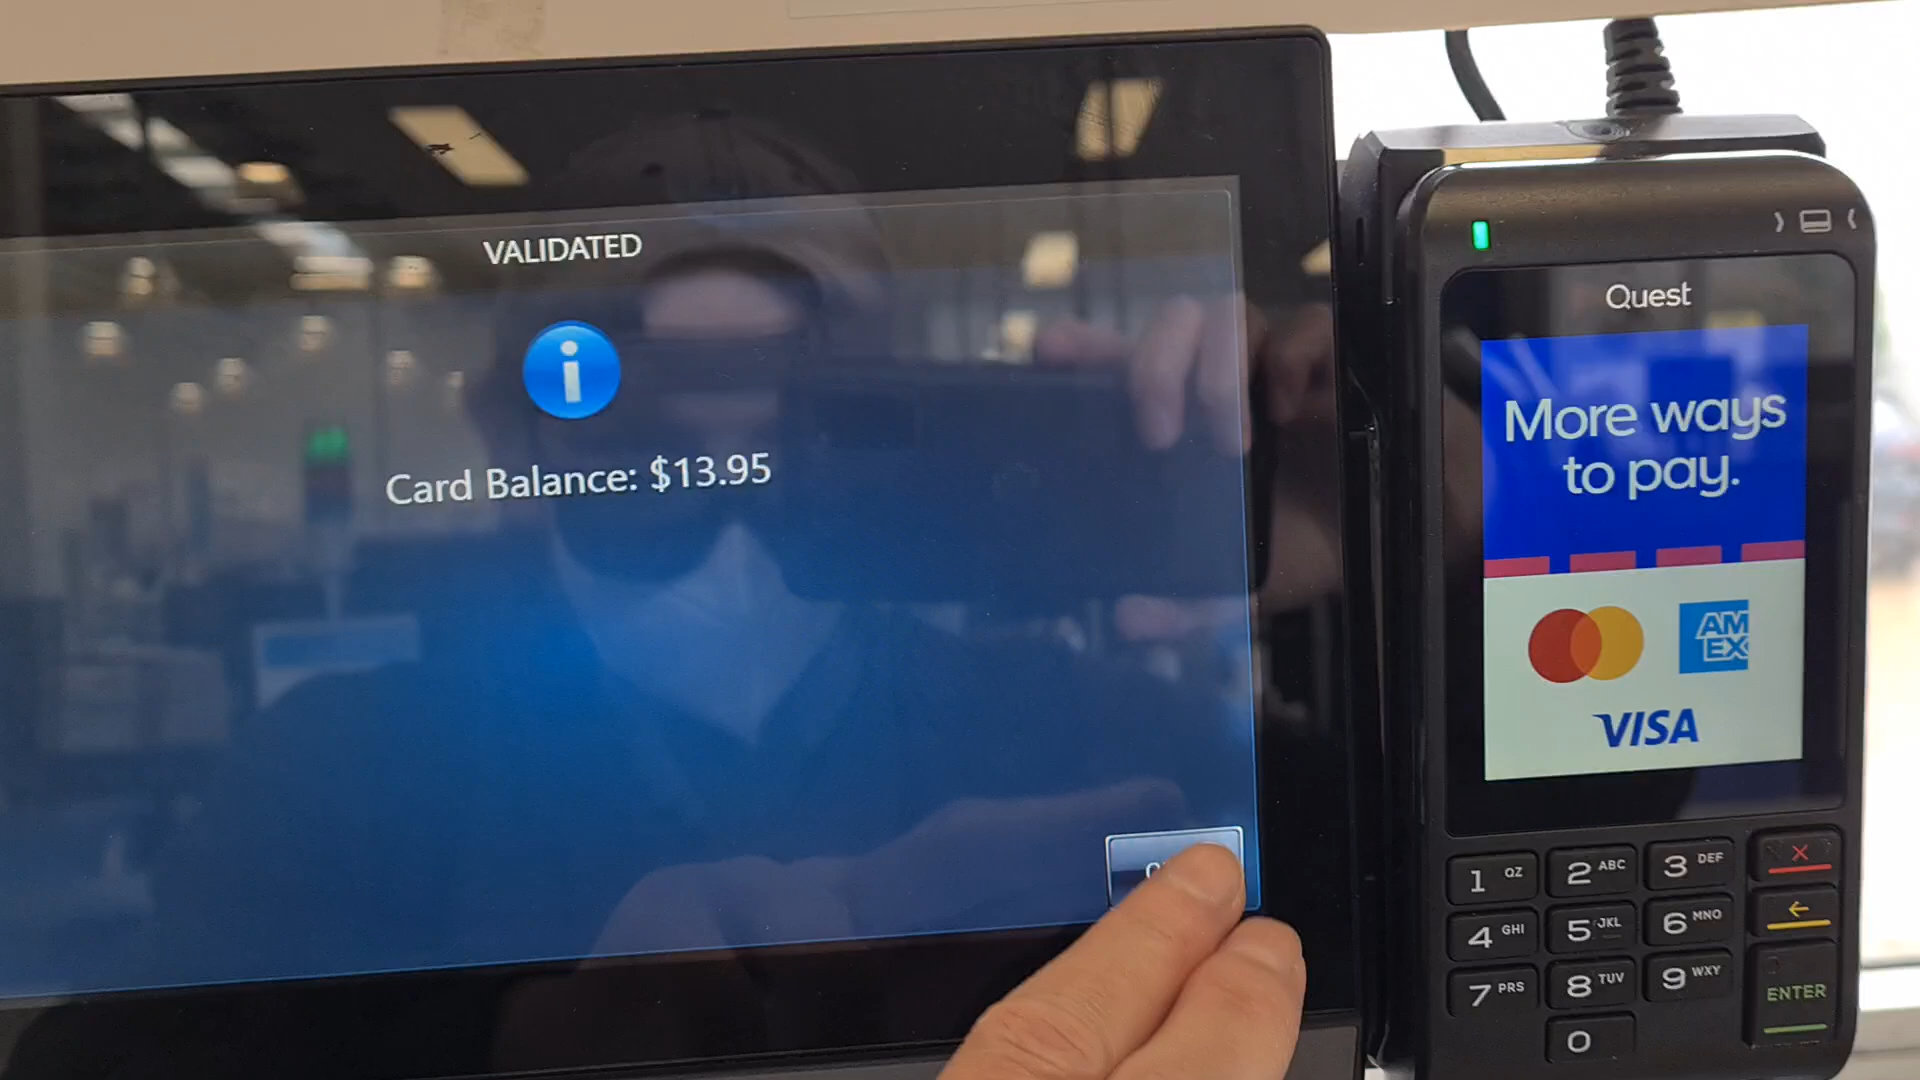 VALIDATED
i
Card Balance: $13.95
Quest
More ways
to pay.
AM
EX
VISA
1 QZ
2 ABC
3 DEF
4 GHI
5 JKL
6 MNO
7 PRS
8 TUV
9 WXY
ENTER
0